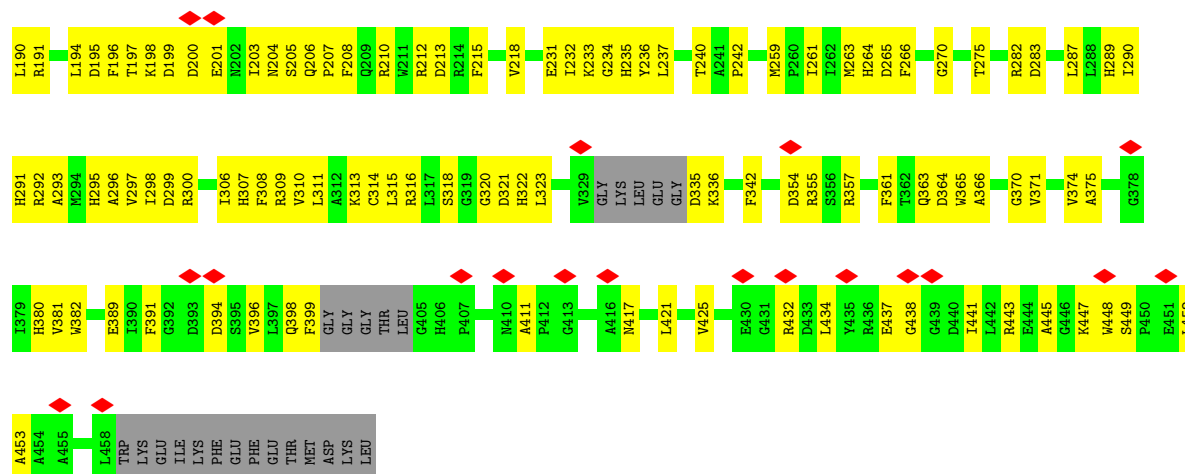 L190 R191 L194 D195 F196 T197 K198 D199 D200 E201 N202 I203 N204 S205 Q206 P207 F208 Q209 R210 W211 R212 D213 R214 F215 V218 E231 I232 K233 G234 H235 Y236 L237 T240 A241 P242 M259 P260 I261 I262 M263 H264 D265 F266 G270 T275 R282 D283 L287 L288 H289 I290
H291 R292 A293 M294 H295 A296 V297 I298 D299 R300 I306 H307 F308 R309 V310 L311 A312 K313 C314 L315 R316 L317 S318 G319 G320 D321 H322 L323 V329 GLY LYS LEU GLU GLY D335 K336 F342 D354 R355 S356 R357 F361 T362 Q363 D364 W365 A366 G370 V371 V374 A375 G378
I379 H380 V381 W382 E389 I390 F391 G392 D393 D394 S395 V396 L397 Q398 F399 GLY GLY GLY THR LEU G405 H406 P407 N410 A411 P412 G413 A416 N417 L421 V425 E430 G431 R432 D433 L434 Y435 R436 E437 G438 G439 D440 I441 L442 R443 E444 A445 G446 K447 W448 S449 P450 E451
A453 A454 A455 L458 TRP LYS GLU ILE LYS PHE GLU PHE GLU THR MET ASP LYS LEU